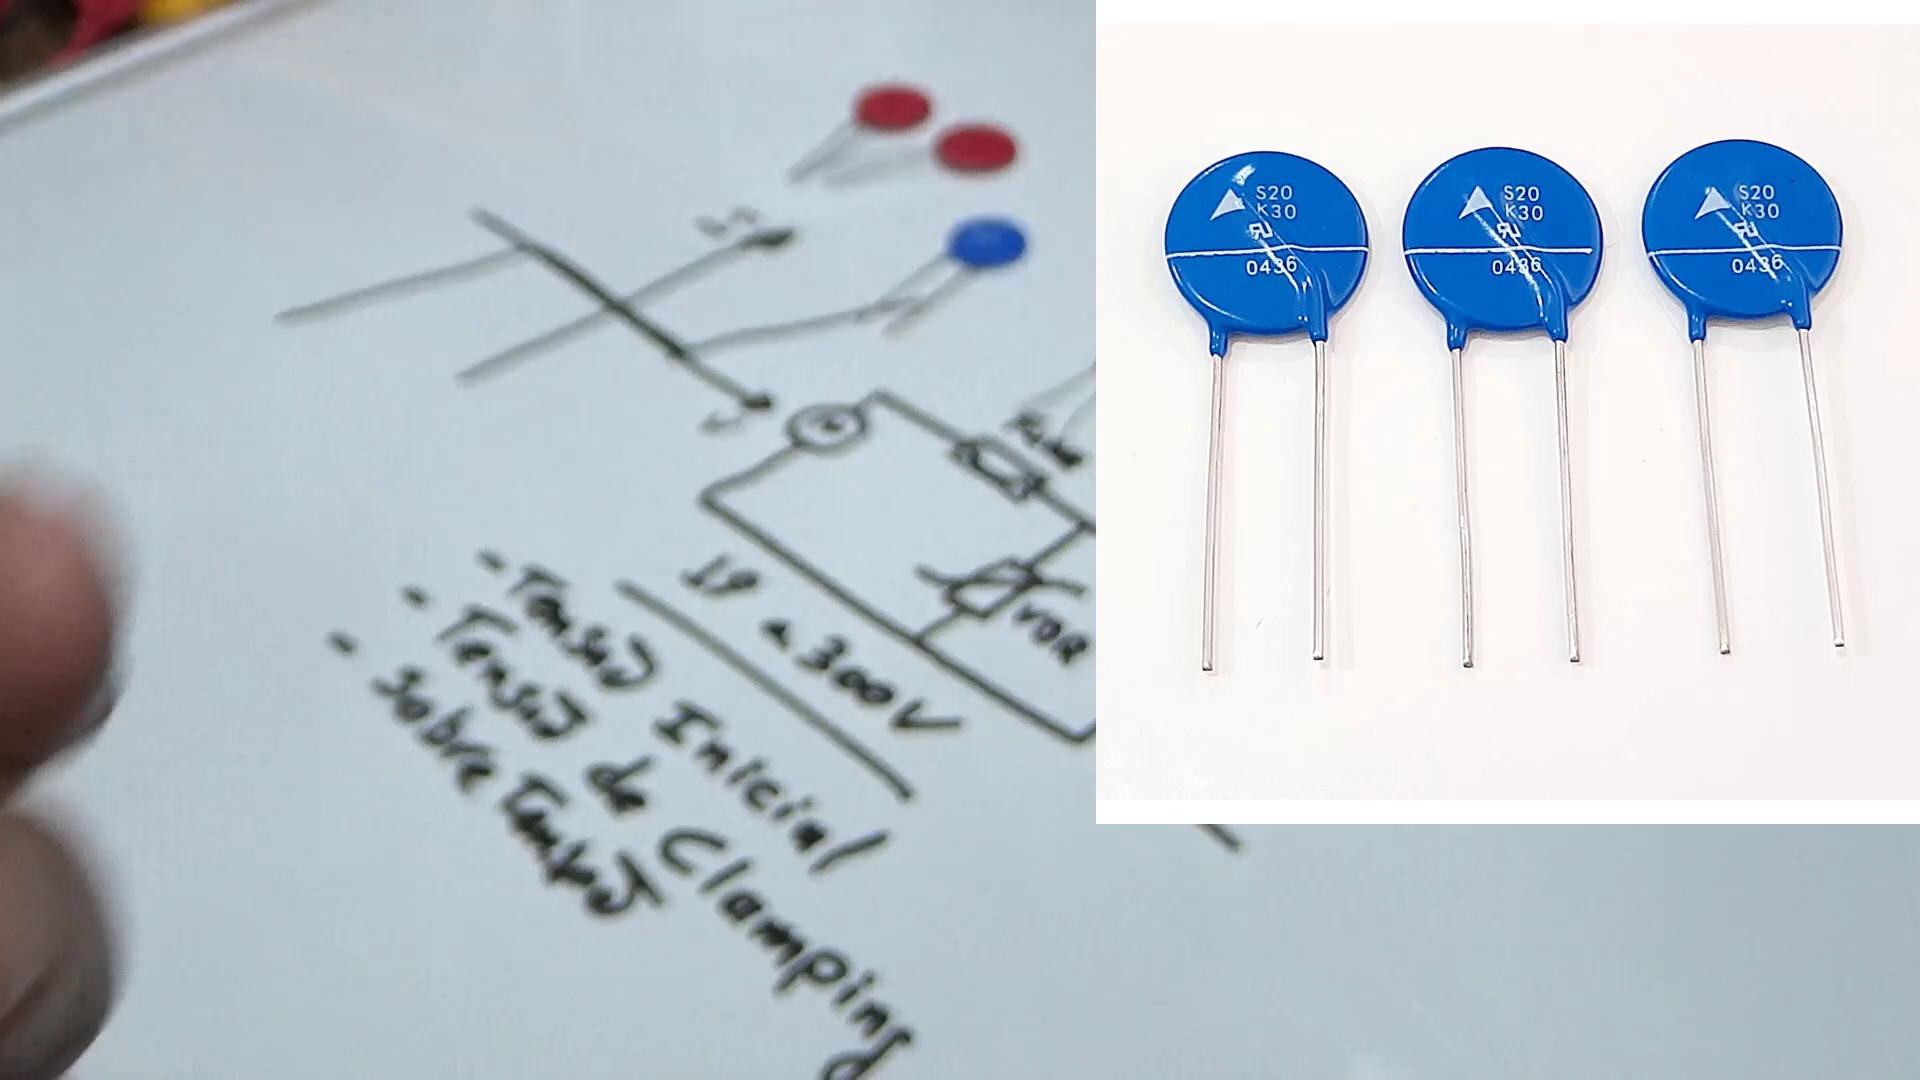 VDR
19 a 300V
- Tensão Inicial
- Tensão de Clamping
- Sobre Tensão
S20
K30
0436
S20
K30
0436
S20
K30
0436